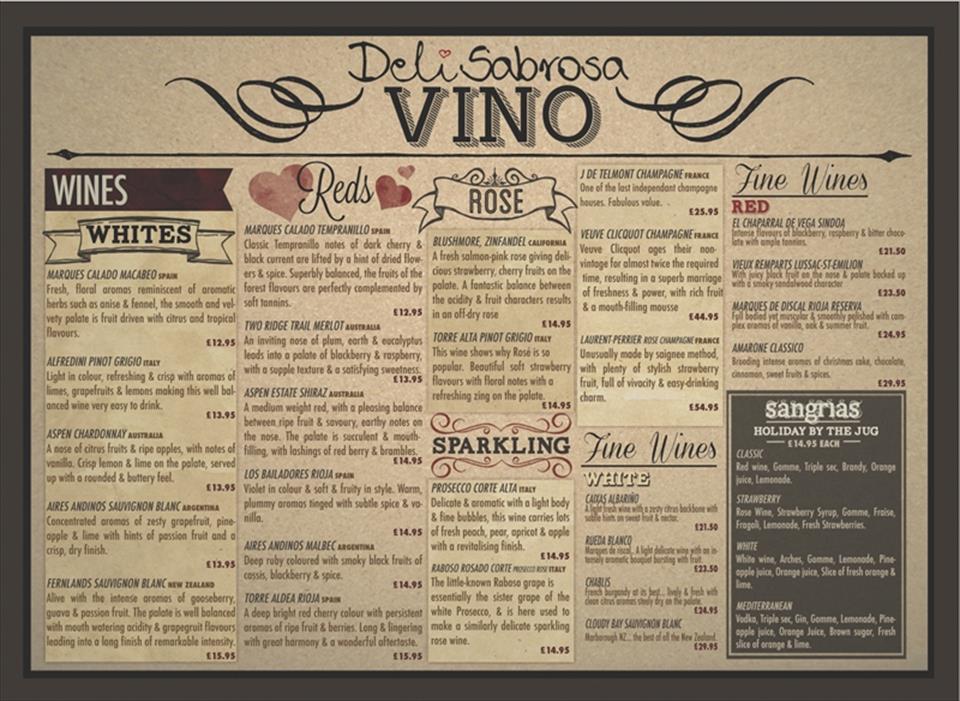 Deli Sabrosa
VINO
WINES
WHITES
MARQUES CALADO MACABEO SPAIN
Fresh, floral aromas reminiscent of aromatic
herbs such as anise & fennel, the smooth and vel-
vety palate is fruit driven with citrus and tropical
flavours.
£12.95
ALFREDINI PINOT GRIGIO ITALY
Light in colour, refreshing & crisp with aromas of
limes, grapefruits & lemons making this well bal-
anced wine very easy to drink.
£13.95
ASPEN CHARDONNAY AUSTRALIA
A nose of citrus fruits & ripe apples, with notes of
vanilla. Crisp lemon & lime on the palate, served
up with a rounded & buttery feel.
£13.95
AIRES ANDINOS SAUVIGNON BLANC ARGENTINA
Concentrated aromas of zesty grapefruit, pine-
apple & lime with hints of passion fruit and a
crisp, dry finish.
£13.95
FERNLANDS SAUVIGNON BLANC NEW ZEALAND
Alive with the intense aromas of gooseberry,
guava & passion fruit. The palate is well balanced
with mouth watering acidity & grapegruit flavours
leading into a long finish of remarkable intensity.
£15.95
Reds
MARQUES CALADO TEMPRANILLO SPAIN
Classic Tempranillo notes of dark cherry &
black current are lifted by a hint of dried flow-
ers & spice. Superbly balanced, the fruits of the
forest flavours are perfectly complemented by
soft tannins.
£12.95
TWO RIDGE TRAIL MERLOT AUSTRALIA
An inviting nose of plum, earth & eucalyptus
leads into a palate of blackberry & raspberry,
with a supple texture & a satisfying sweetness.
£13.95
ASPEN ESTATE SHIRAZ AUSTRALIA
A medium weight red, with a pleasing balance
between ripe fruit & savoury, earthy notes on
the nose. The palate is succulent & mouth-
filling, with lashings of red berry & brambles.
£14.95
LOS BAILADORES RIOJA SPAIN
Violet in colour & soft & fruity in style. Warm,
plummy aromas tinged with subtle spice & va-
nilla.
£14.95
AIRES ANDINOS MALBEC ARGENTINA
Deep ruby coloured with smoky black fruits of
cassis, blackberry & spice.
£14.95
TORRE ALDEA RIOJA SPAIN
A deep bright red cherry colour with persistent
aromas of ripe fruit & berries. Long & lingering
with great harmony & a wonderful aftertaste.
£15.95
ROSE
BLUSHMORE, ZINFANDEL CALIFORNIA
A fresh salmon-pink rose giving deli-
cious strawberry, cherry fruits on the
palate. A fantastic balance between
the acidity & fruit characters results
in an off-dry rose
£14.95
TORRE ALTA PINOT GRIGIO ITALY
This wine shows why Rosé is so
popular. Beautiful soft strawberry
flavours with floral notes with a
refreshing zing on the palate.
£14.95
SPARKLING
PROSECCO CORTE ALTA ITALY
Delicate & aromatic with a light body
& fine bubbles, this wine carries lots
of fresh peach, pear, apricot & apple
with a revitalising finish.
£14.95
RABOSO ROSADO CORTE PROSECCO ROSE ITALY
The little-known Raboso grape is
essentially the sister grape of the
white Prosecco, & is here used to
make a similarly delicate sparkling
rose wine.
£14.95
J DE TELMONT CHAMPAGNE FRANCE
One of the last independant champagne
houses. Fabulous value.
£25.95
VEUVE CLICQUOT CHAMPAGNE FRANCE
Veuve Clicquot ages their non-
vintage for almost twice the required
time, resulting in a superb marriage
of freshness & power, with rich fruit
& a mouth-filling mousse
£44.95
LAURENT-PERRIER ROSE CHAMPAGNE FRANCE
Unusually made by saignee method,
with plenty of stylish strawberry
fruit, full of vivacity & easy-drinking
charm.
£54.95
Fine Wines
WHITE
CAIXAS ALBARIÑO
A light fresh wine with a zesty citrus backbone with
subtle hints on sweet fruit & nectar.
£21.50
RUEDA BLANCO
Marques de riscal.. A light delicate wine with an in-
tensely aromatic bouquet bursting with fruit.
£23.50
CHABLIS
French burgandy at its best... lively & fresh with
clean citrus aromas steely dry on the palate.
£24.95
CLOUDY BAY SAUVIGNON BLANC
Marborough NZ... the best of all the New Zealand.
£29.95
Fine Wines
RED
EL CHAPARRAL DE VEGA SINDOA
Intense flavours of blackberry, raspberry & bitter choco-
late with ample tannins.
£21.50
VIEUX REMPARTS LUSSAC-ST-EMILION
With juicy black fruit on the nose & palate backed up
with a smokey sandalwood character
£23.50
MARQUES DE DISCAL RIOJA RESERVA
Full bodied yet muscular & smoothly polished with com-
plex aromas of vanilla, oak & summer fruit.
£24.95
AMARONE CLASSICO
Brooding intense aromas of christmas cake, chocolate,
cinnamon, sweet fruits & spices.
£29.95
sangrias
HOLIDAY BY THE JUG
£14.95 EACH
CLASSIC
Red wine, Gomme, Triple sec, Brandy, Orange
juice, Lemonade.
STRAWBERRY
Rose Wine, Strawberry Syrup, Gomme, Fraise,
Fragoli, Lemonade, Fresh Strawberries.
WHITE
White wine, Arches, Gomme, Lemonade, Pine-
apple juice, Orange juice, Slice of fresh orange &
lime.
MEDITERRANEAN
Vodka, Triple sec, Gin, Gomme, Lemonade, Pine-
apple juice, Orange Juice, Brown sugar, Fresh
slice of orange & lime.